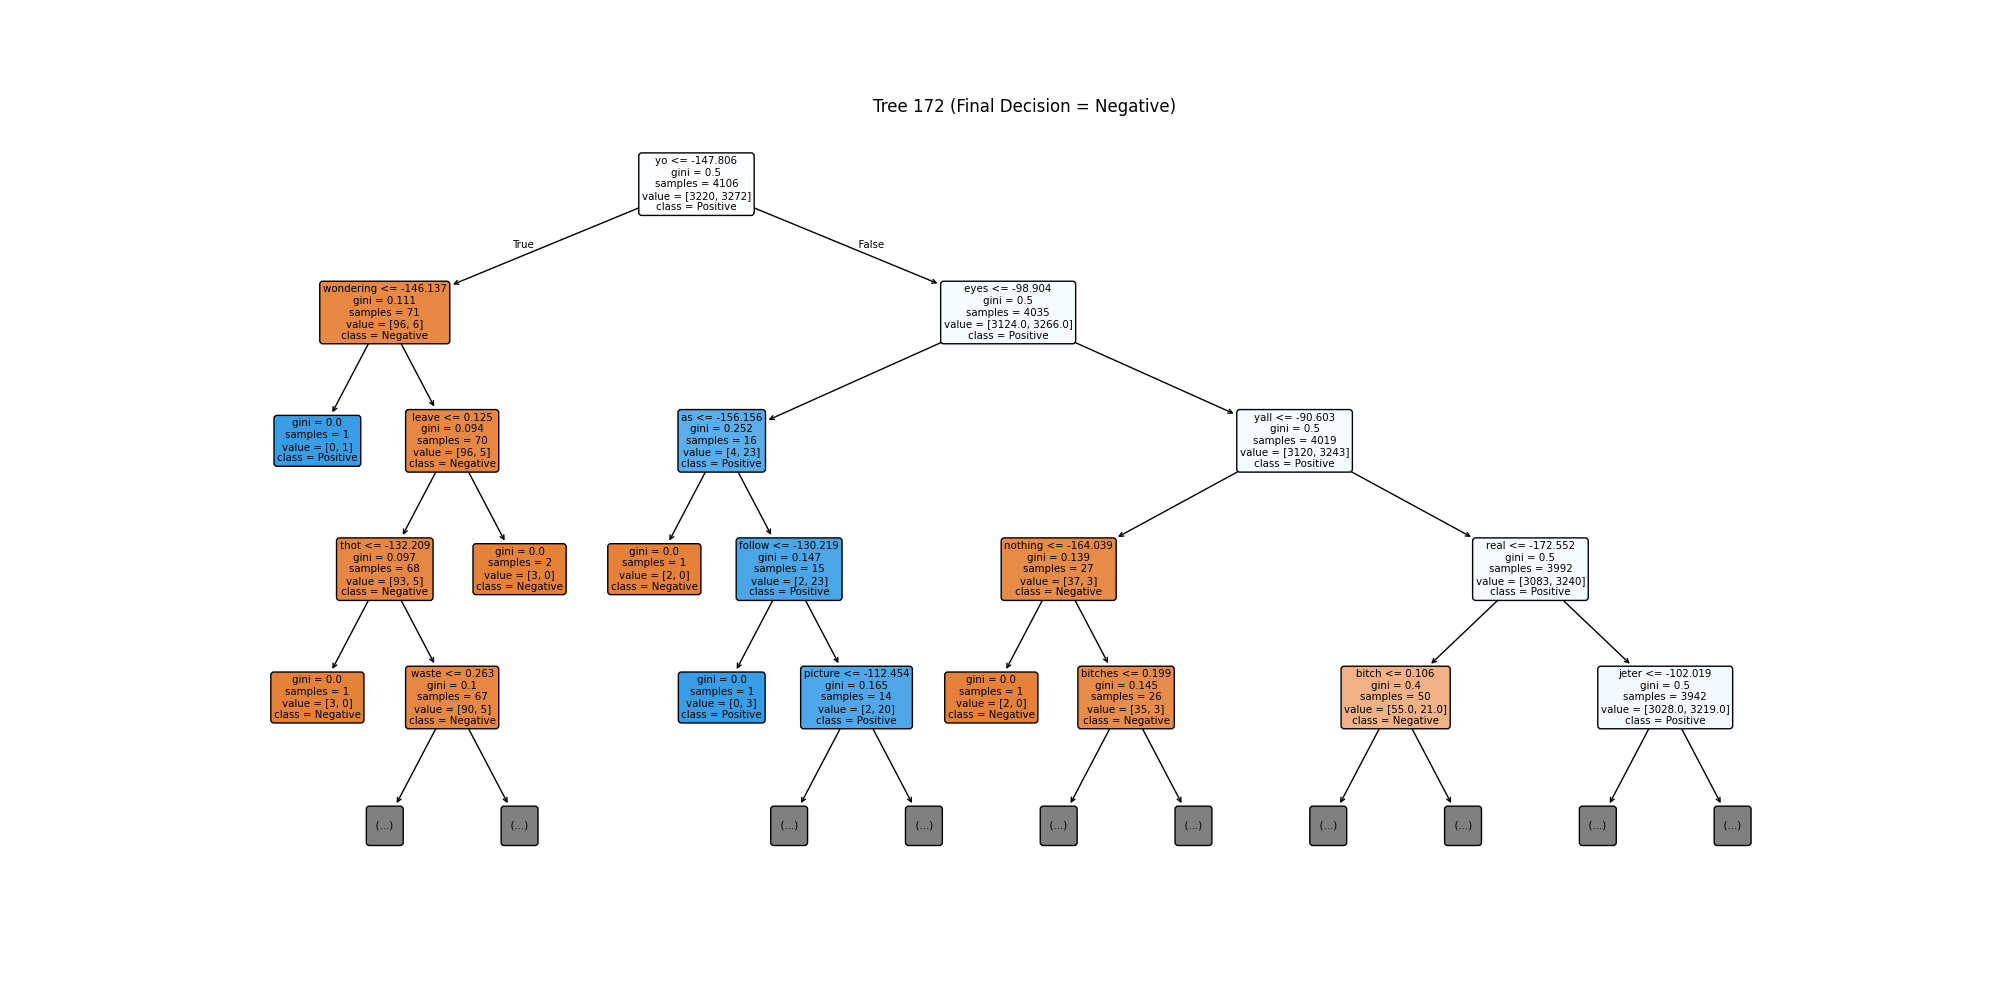 Tree 172 (Final Decision = Negative)
yo <= -147.806
gini = 0.5
samples = 4106
value = [3220, 3272]
class = Positive
True
False
wondering <= -146.137
gini = 0.111
samples = 71
value = [96, 6]
class = Negative
eyes <= -98.904
gini = 0.5
samples = 4035
value = [3124.0, 3266.0]
class = Positive
gini = 0.0
samples = 1
value = [0, 1]
class = Positive
leave <= 0.125
gini = 0.094
samples = 70
value = [96, 5]
class = Negative
as <= -156.156
gini = 0.252
samples = 16
value = [4, 23]
class = Positive
yall <= -90.603
gini = 0.5
samples = 4019
value = [3120, 3243]
class = Positive
thot <= -132.209
gini = 0.097
samples = 68
value = [93, 5]
class = Negative
gini = 0.0
samples = 2
value = [3, 0]
class = Negative
gini = 0.0
samples = 1
value = [2, 0]
class = Negative
follow <= -130.219
gini = 0.147
samples = 15
value = [2, 23]
class = Positive
nothing <= -164.039
gini = 0.139
samples = 27
value = [37, 3]
class = Negative
real <= -172.552
gini = 0.5
samples = 3992
value = [3083, 3240]
class = Positive
gini = 0.0
samples = 1
value = [3, 0]
class = Negative
waste <= 0.263
gini = 0.1
samples = 67
value = [90, 5]
class = Negative
gini = 0.0
samples = 1
value = [0, 3]
class = Positive
picture <= -112.454
gini = 0.165
samples = 14
value = [2, 20]
class = Positive
gini = 0.0
samples = 1
value = [2, 0]
class = Negative
bitches <= 0.199
gini = 0.145
samples = 26
value = [35, 3]
class = Negative
bitch <= 0.106
gini = 0.4
samples = 50
value = [55.0, 21.0]
class = Negative
jeter <= -102.019
gini = 0.5
samples = 3942
value = [3028.0, 3219.0]
class = Positive
(...)
(...)
(...)
(...)
(...)
(...)
(...)
(...)
(...)
(...)